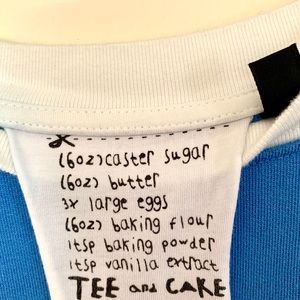 (6oz) caster sugar
(6oz) butter
3x large eggs
(6oz) baking flour
1tsp baking powder
1tsp vanilla extract
TEE and CAKE